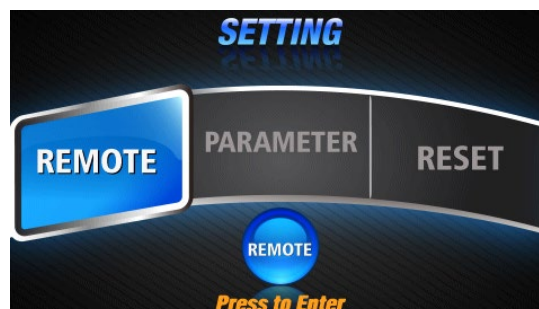 SETTING
REMOTE PARAMETER RESET
REMOTE
Press to Enter